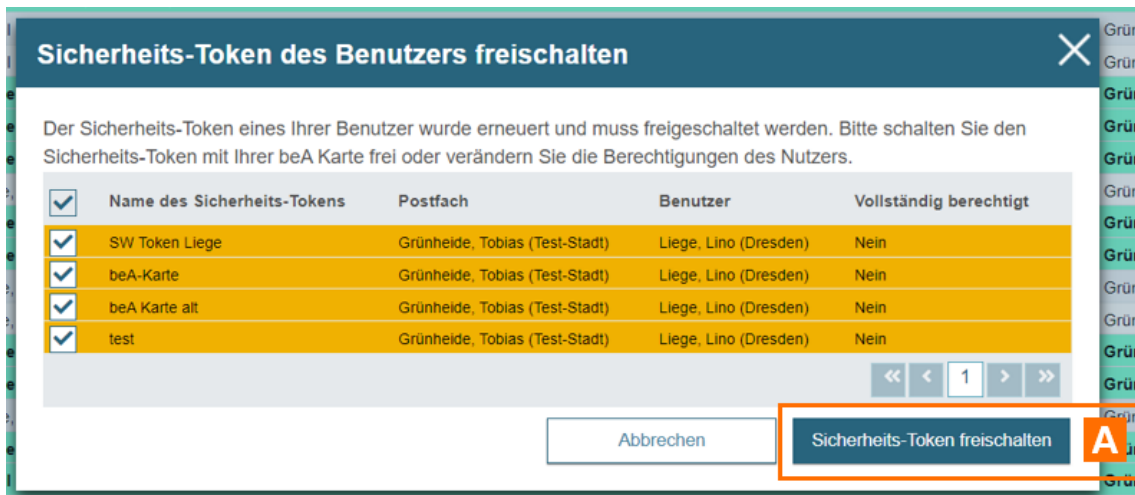 Sicherheits-Token des Benutzers freischalten
Der Sicherheits-Token eines Ihrer Benutzer wurde erneuert und muss freigeschaltet werden. Bitte schalten Sie den
Sicherheits-Token mit Ihrer beA Karte frei oder verändern Sie die Berechtigungen des Nutzers.
Name des Sicherheits-Tokens Postfach Benutzer Vollständig berechtigt
SW Token Liege Grünheide, Tobias (Test-Stadt) Liege, Lino (Dresden) Nein
beA-Karte Grünheide, Tobias (Test-Stadt) Liege, Lino (Dresden) Nein
beA Karte alt Grünheide, Tobias (Test-Stadt) Liege, Lino (Dresden) Nein
test Grünheide, Tobias (Test-Stadt) Liege, Lino (Dresden) Nein
« < 1 > »
Abbrechen Sicherheits-Token freischalten A